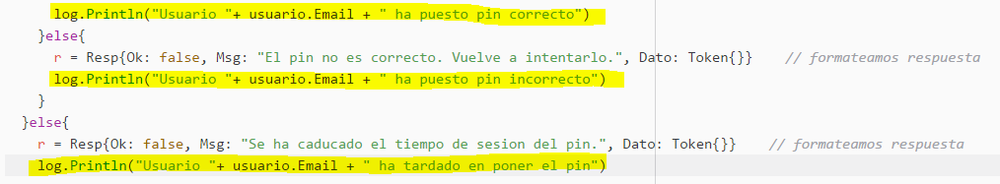 log.Println("Usuario "+ usuario.Email + " ha puesto pin correcto")
}else{
r = Resp{Ok: false, Msg: "El pin no es correcto. Vuelve a intentarlo.", Dato: Token{}} // formateamos respuesta
log.Println("Usuario "+ usuario.Email + " ha puesto pin incorrecto")
}
}else{
r = Resp{Ok: false, Msg: "Se ha caducado el tiempo de sesion del pin.", Dato: Token{}} // formateamos respuesta
log.Println("Usuario "+ usuario.Email + " ha tardado en poner el pin")